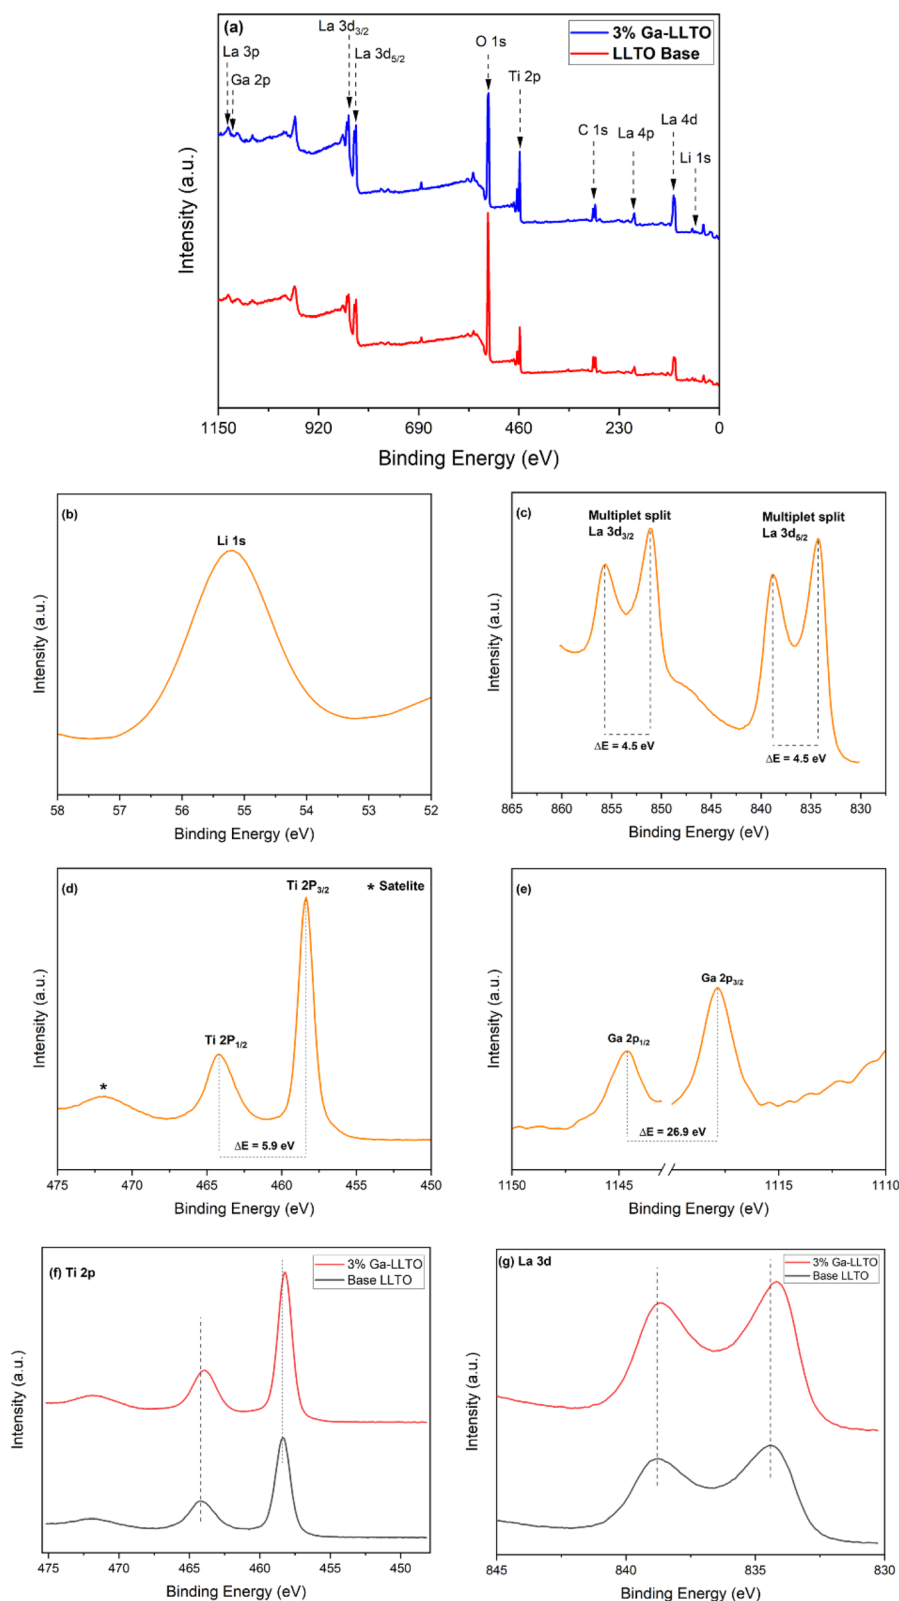 (a)
3% Ga-LLTO
LLTO Base
La 3p
Ga 2p
La 3d3/2
La 3d5/2
O 1s
Ti 2p
C 1s
La 4p
La 4d
Li 1s
Intensity (a.u.)
1150 920 690 460 230 0
Binding Energy (eV)
(b)
Li 1s
Intensity (a.u.)
58 57 56 55 54 53 52
Binding Energy (eV)
(c)
Multiplet split
La 3d3/2
Multiplet split
La 3d5/2
ΔE = 4.5 eV
ΔE = 4.5 eV
Intensity (a.u.)
865 860 855 851 845 839 834 830
Binding Energy (eV)
(d)
Ti 2P3/2
* Satelite
Ti 2P1/2
*
ΔE = 5.9 eV
Intensity (a.u.)
475 470 465 460 455 450
Binding Energy (eV)
(e)
Ga 2p3/2
Ga 2p1/2
ΔE = 26.9 eV
Intensity (a.u.)
1150 1145 1115 1110
Binding Energy (eV)
(f) Ti 2p
3% Ga-LLTO
Base LLTO
Intensity (a.u.)
475 470 465 460 455 450
Binding Energy (eV)
(g) La 3d
3% Ga-LLTO
Base LLTO
Intensity (a.u.)
845 840 835 830
Binding Energy (eV)